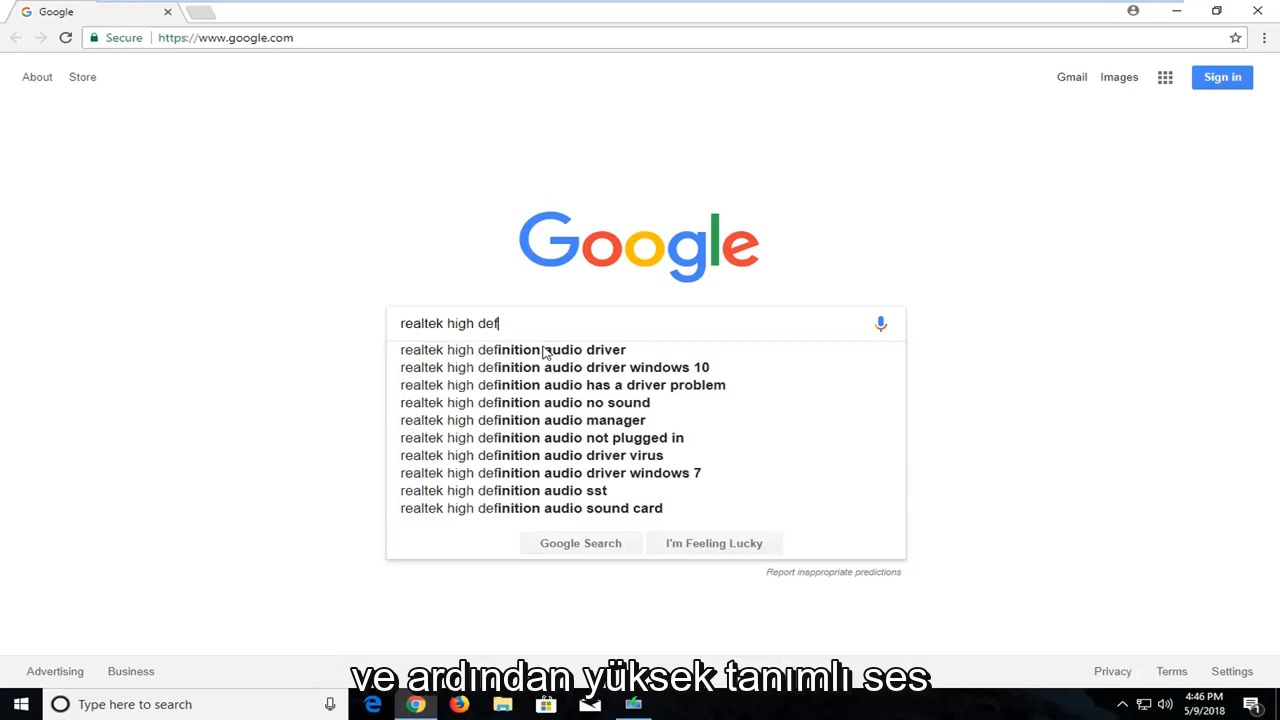 Google
Secure
https://www.google.com
About
Store
Gmail
Images
Sign in
Google
realtek high def
realtek high definition audio driver
realtek high definition audio driver windows 10
realtek high definition audio has a driver problem
realtek high definition audio no sound
realtek high definition audio manager
realtek high definition audio not plugged in
realtek high definition audio driver virus
realtek high definition audio driver windows 7
realtek high definition audio sst
realtek high definition audio sound card
Google Search
I'm Feeling Lucky
Report inappropriate predictions
Advertising
Business
Privacy
Terms
Settings
ve ardından yüksek tanımlı ses
Type here to search
4:46 PM
5/9/2018
1